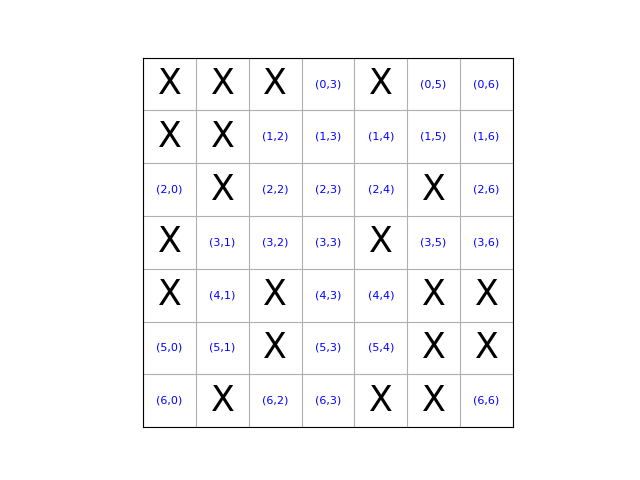 X X X (0,3) X (0,5) (0,6)
X X (1,2) (1,3) (1,4) (1,5) (1,6)
(2,0) X (2,2) (2,3) (2,4) X (2,6)
X (3,1) (3,2) (3,3) X (3,5) (3,6)
X (4,1) X (4,3) (4,4) X X
(5,0) (5,1) X (5,3) (5,4) X X
(6,0) X (6,2) (6,3) X X (6,6)